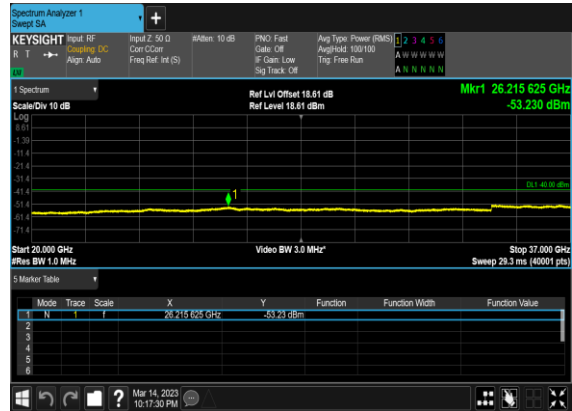 Spectrum Analyzer 1
Swept SA
+
KEYSIGHT Input: RF Input Z: 50 Ω #Atten: 10 dB PNO: Fast Avg Type: Power (RMS) 1 2 3 4 5 6
R T Coupling: DC Corr CCorr Gate: Off Avg|Hold: 100/100 A W W W W W
Align: Auto Freq Ref: Int (S) IF Gain: Low Trig: Free Run
Sig Track: Off A N N N N N
1 Spectrum Ref Lvl Offset 18.61 dB Mkr1 26.215 625 GHz
Scale/Div 10 dB Ref Level 18.61 dBm -53.230 dBm
Log
8.61
-1.39
-11.4
-21.4
-31.4
DL1 -40.00 dBm
-41.4
1
-51.4
-61.4
-71.4
Start 20.000 GHz Video BW 3.0 MHz* Stop 37.000 GHz
#Res BW 1.0 MHz Sweep 29.3 ms (40001 pts)
5 Marker Table
Mode Trace Scale X Y Function Function Width Function Value
1 N 1 f 26.215 625 GHz -53.23 dBm
2
3
4
5
6
? Mar 14, 2023
10:17:30 PM